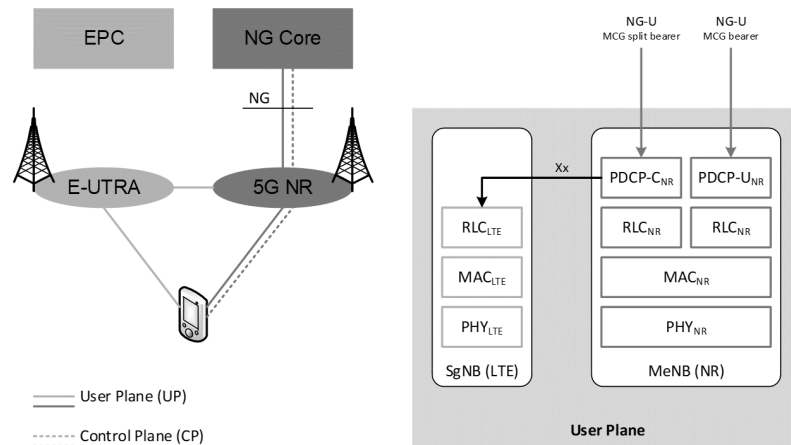 EPC
NG Core
NG
E-UTRA
5G NR
User Plane (UP)
Control Plane (CP)
NG-U
MCG split bearer
NG-U
MCG bearer
Xx
PDCP-CNR
PDCP-UNR
RLCLTE
RLCNR
RLCNR
MACLTE
MACNR
PHYLTE
PHYNR
SgNB (LTE)
MeNB (NR)
User Plane